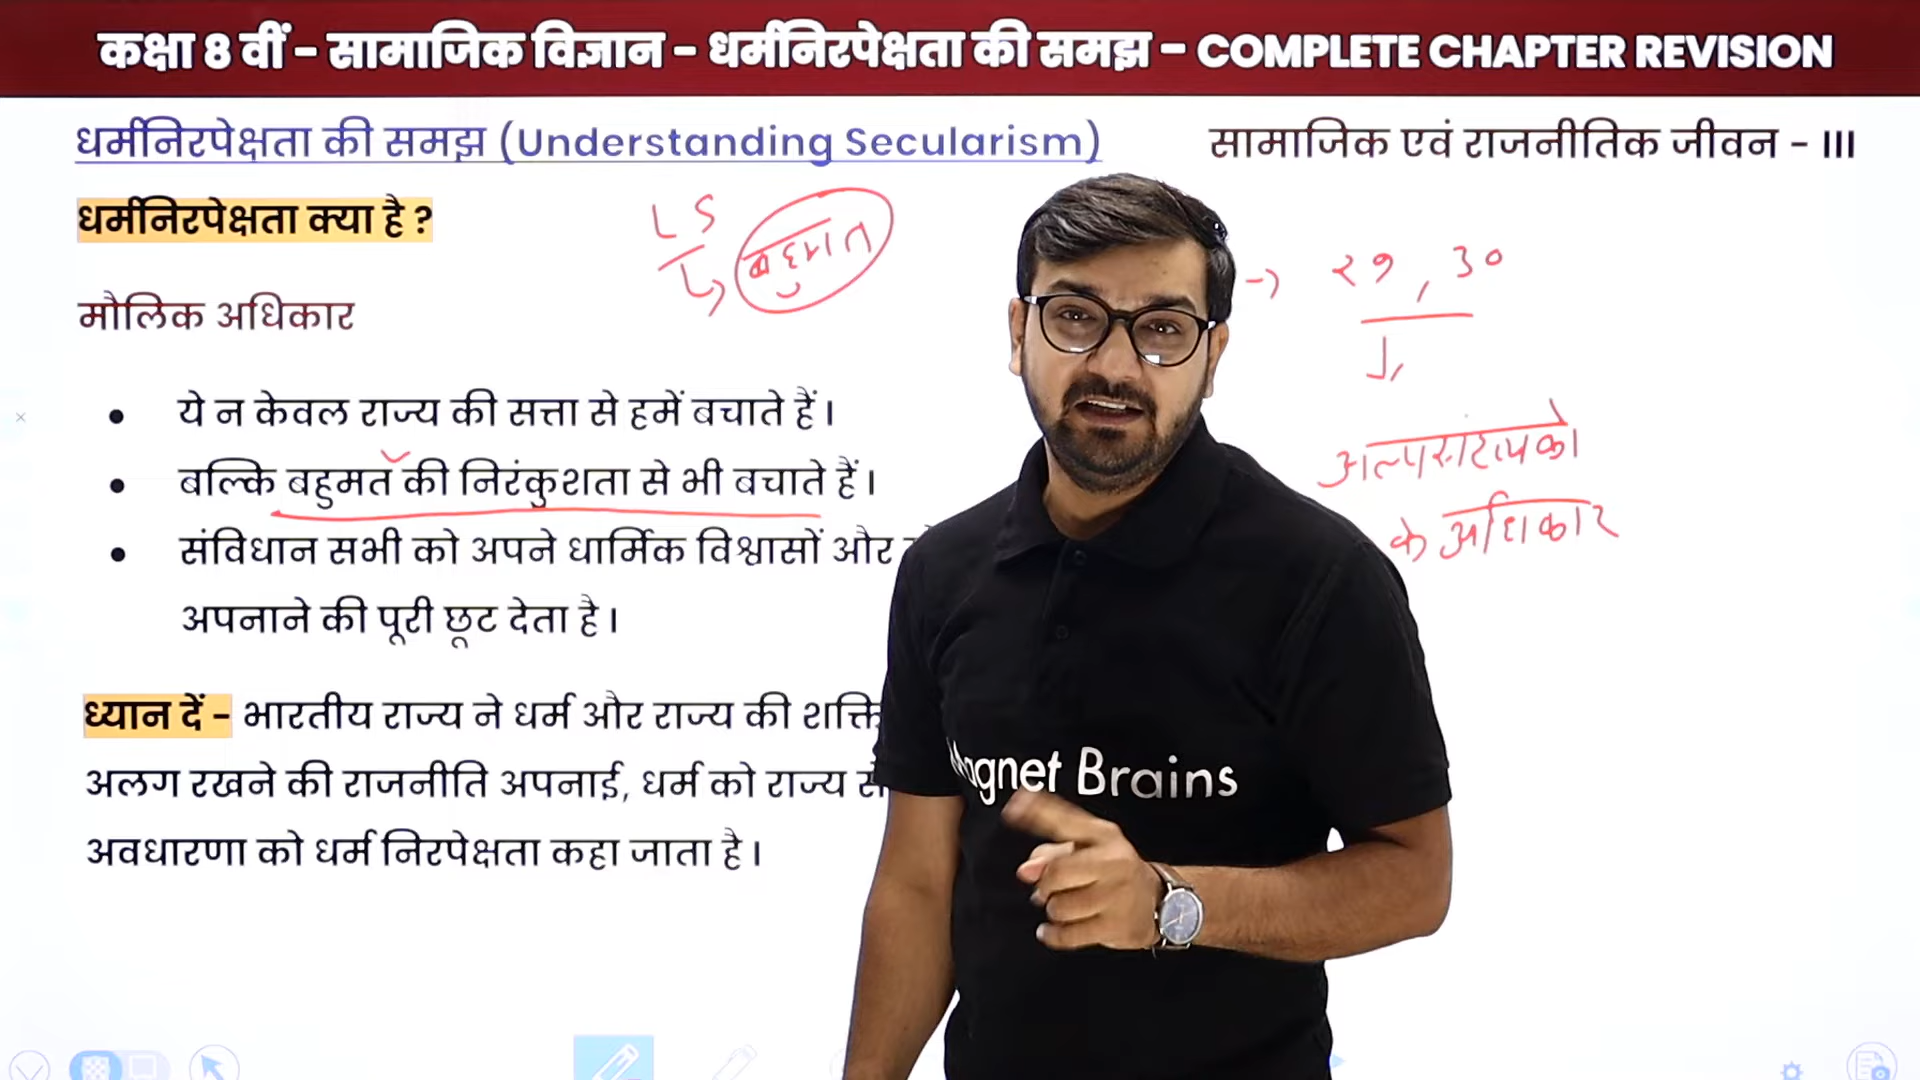 कक्षा 8 वीं - सामाजिक विज्ञान - धर्मनिरपेक्षता की समझ - COMPLETE CHAPTER REVISION
धर्मनिरपेक्षता की समझ (Understanding Secularism)
सामाजिक एवं राजनीतिक जीवन - III
धर्मनिरपेक्षता क्या है ?
LS
बहुमत
२९, ३०
मौलिक अधिकार
ये न केवल राज्य की सत्ता से हमें बचाते हैं ।
अल्पसंख्यको
बल्कि बहुमत की निरंकुशता से भी बचाते हैं ।
के अधिकार
संविधान सभी को अपने धार्मिक विश्वासों और
अपनाने की पूरी छूट देता है ।
ध्यान दें - भारतीय राज्य ने धर्म और राज्य की शक्ति
अलग रखने की राजनीति अपनाई, धर्म को राज्य से
अवधारणा को धर्म निरपेक्षता कहा जाता है ।
Magnet Brains